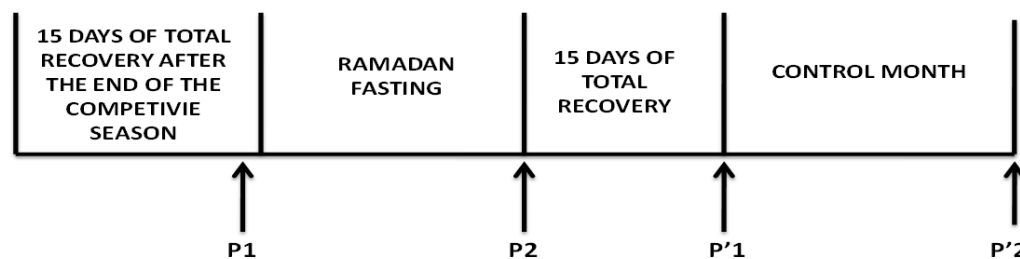 15 DAYS OF TOTAL
RECOVERY AFTER
THE END OF THE
COMPETIVIE
SEASON
RAMADAN
FASTING
15 DAYS OF
TOTAL
RECOVERY
CONTROL MONTH
P1
P2
P'1
P'2